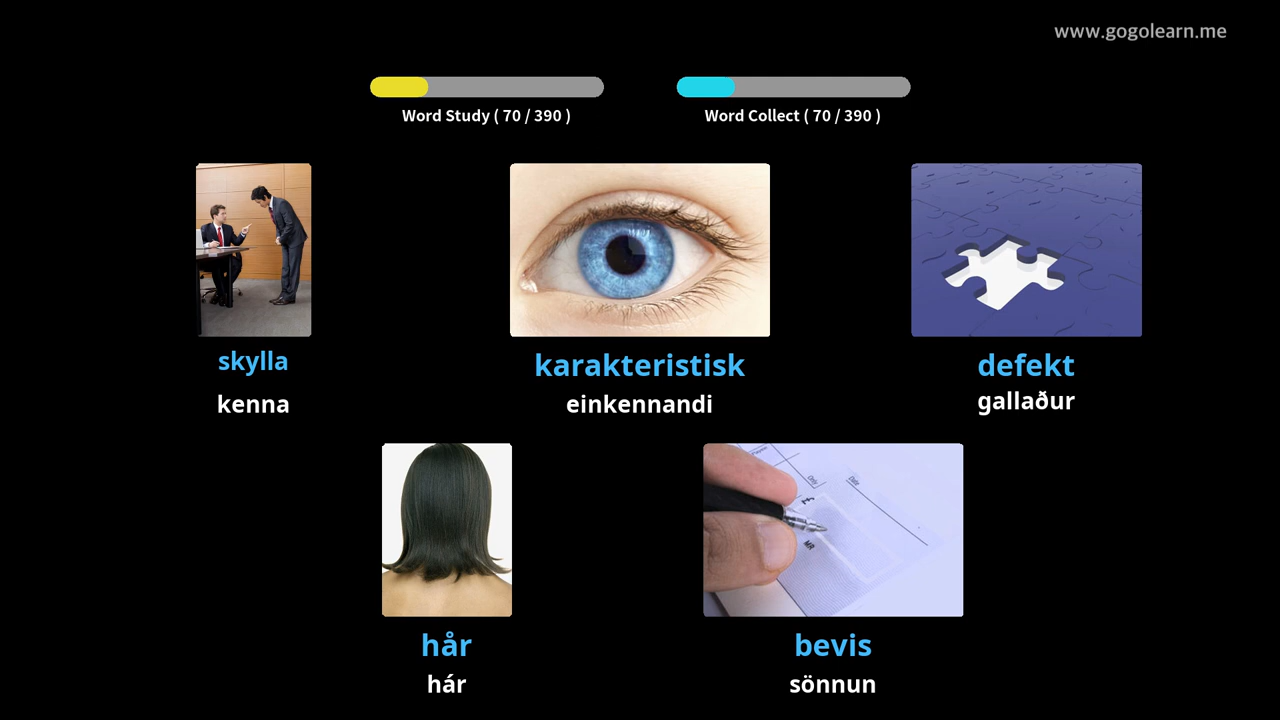 www.gogolearn.me
Word Study ( 70 / 390 )
Word Collect ( 70 / 390 )
skylla
kenna
karakteristisk
einkennandi
defekt
gallaður
hår
hár
bevis
sönnun
£
MR